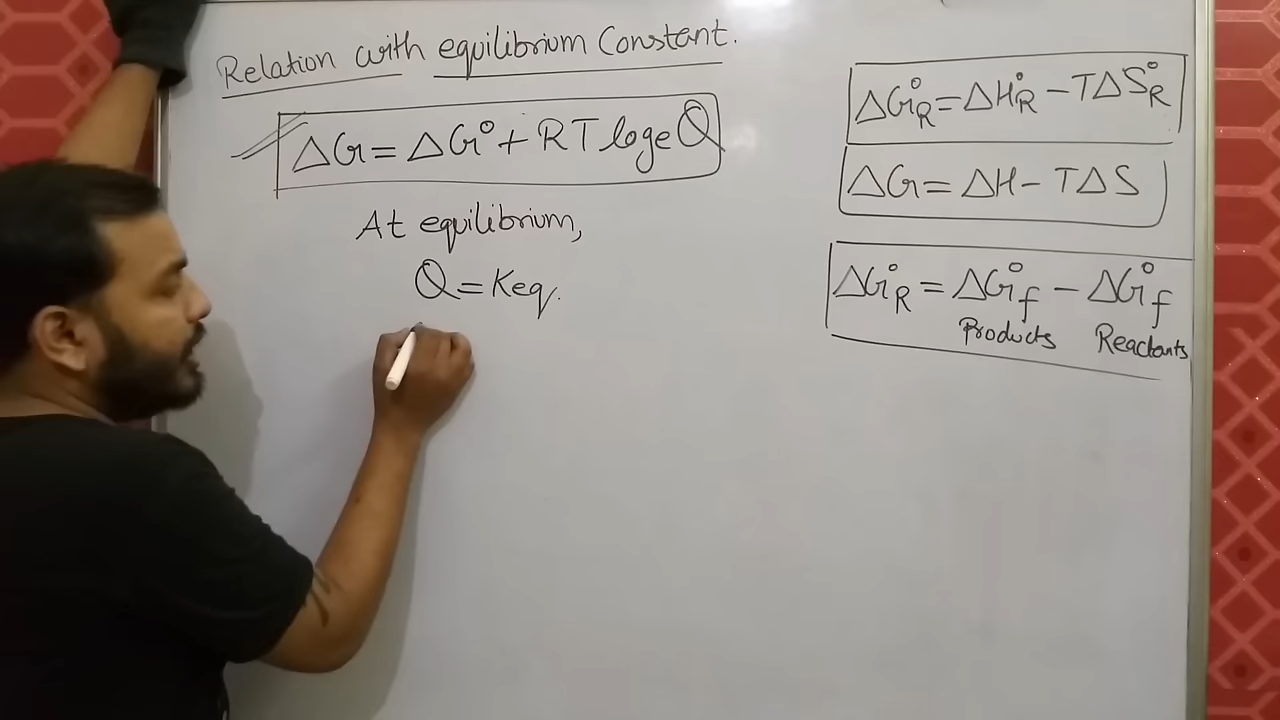 Relation with equilibrium Constant.
ΔG = ΔG° + RT loge Q
At equilibrium,
Q = Keq.
ΔG°R = ΔH°R - TΔS°R
ΔG = ΔH - TΔS
ΔG°R = ΔG°f - ΔG°f
Products Reactants